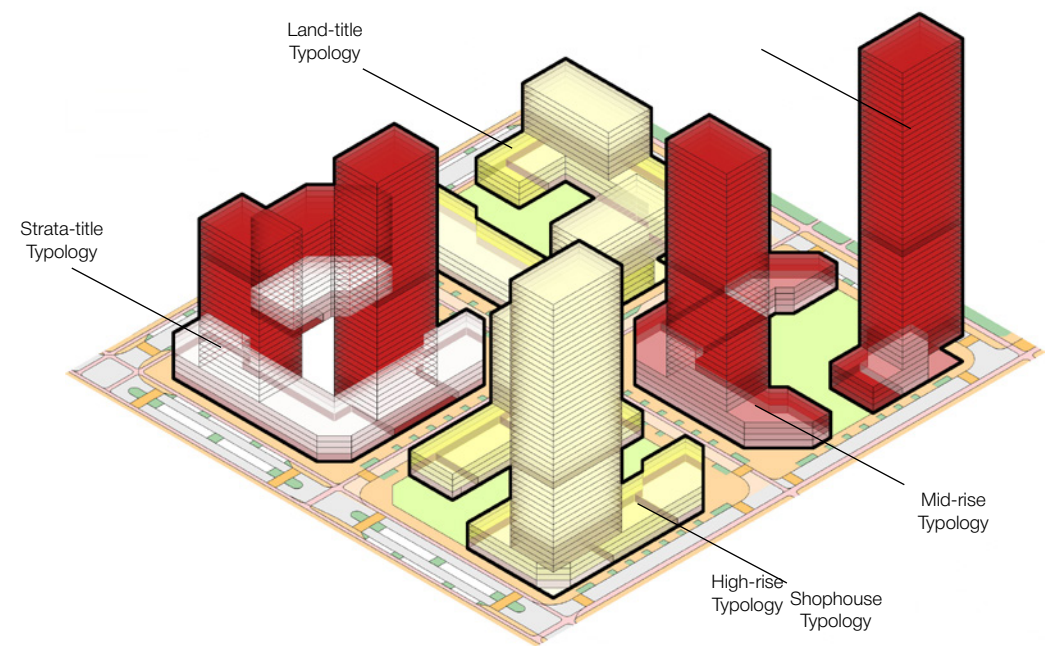 Land-title
Typology
Strata-title
Typology
Mid-rise
Typology
High-rise
Typology
Shophouse
Typology